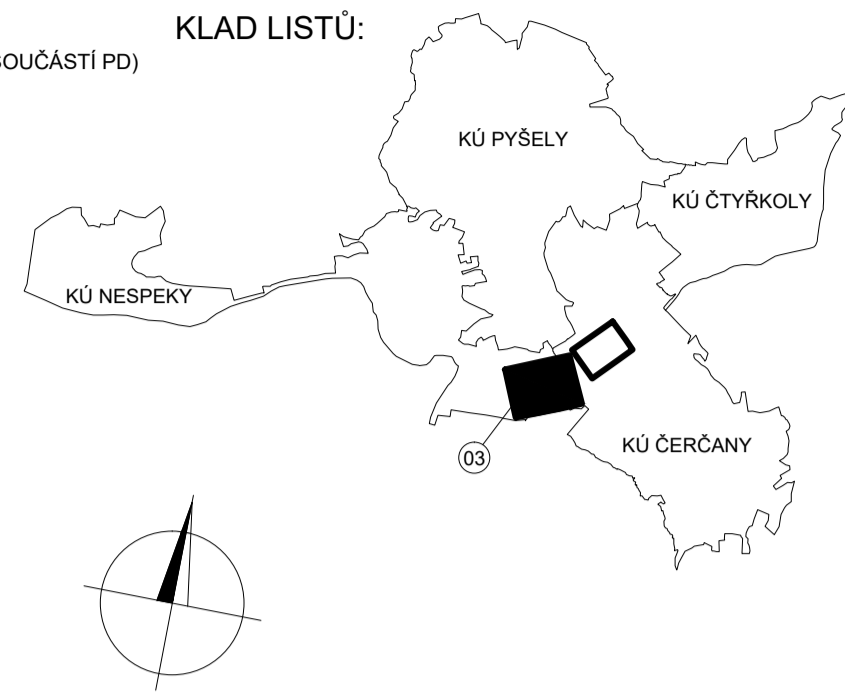 KLAD LISTŮ:
SOUČÁSTÍ PD)
KÚ PYŠELY
KÚ ČTYŘKOLY
KÚ NESPEKY
KÚ ČERČANY
03